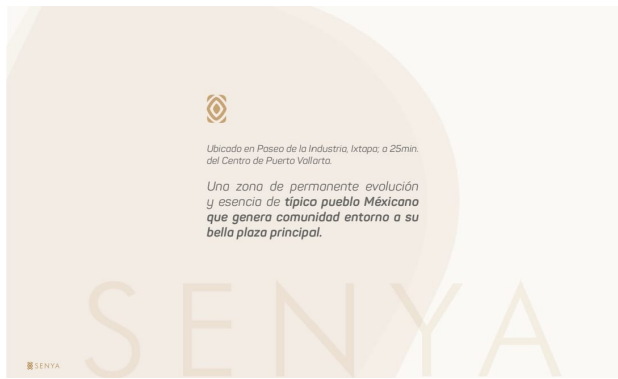 Ubicado en Paseo de la Industria, Ixtapa; a 25min.
del Centro de Puerto Vallarta.
Una zona de permanente evolución
y esencia de típico pueblo Méxicano
que genera comunidad entorno a su
bella plaza principal.
SENYA
SENYA